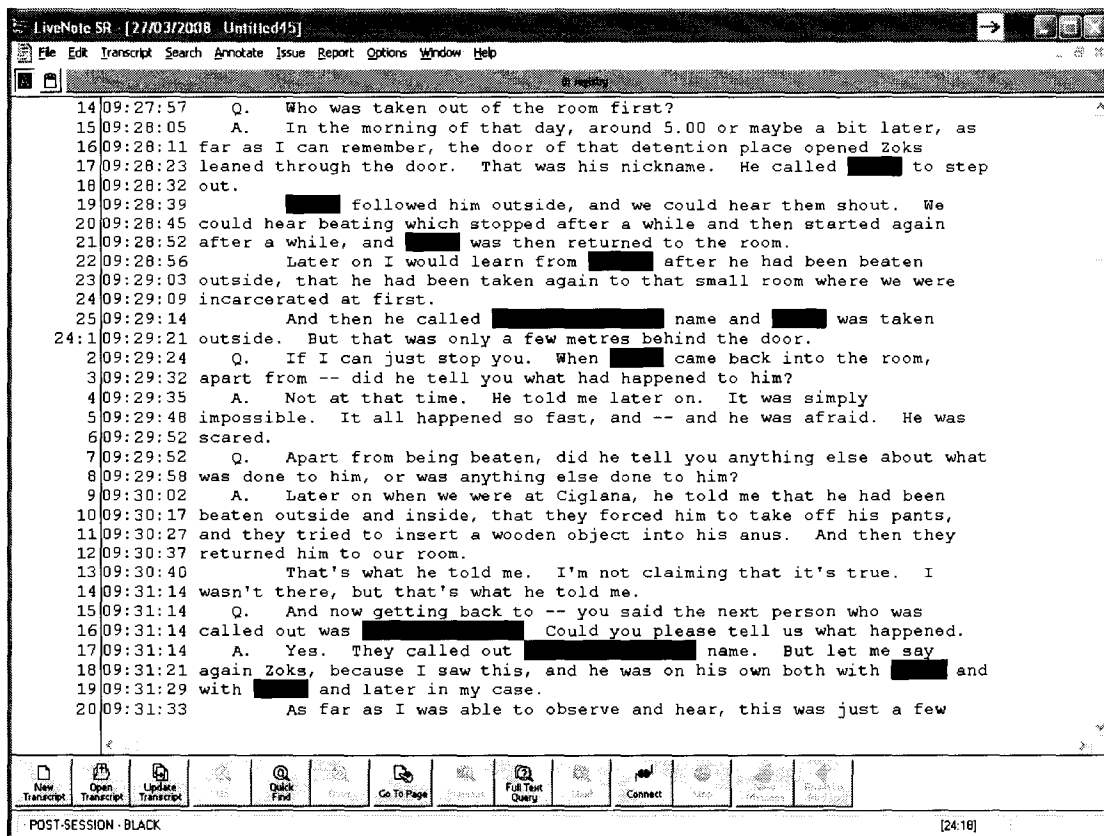 LiveNote SR - [27/03/2008 Untitled45]
File Edit Transcript Search Annotate Issue Report Options Window Help
registry
14 09:27:57 Q. Who was taken out of the room first?
15 09:28:05 A. In the morning of that day, around 5.00 or maybe a bit later, as
16 09:28:11 far as I can remember, the door of that detention place opened Zoks
17 09:28:23 leaned through the door. That was his nickname. He called to step
18 09:28:32 out.
19 09:28:39 followed him outside, and we could hear them shout. We
20 09:28:45 could hear beating which stopped after a while and then started again
21 09:28:52 after a while, and was then returned to the room.
22 09:28:56 Later on I would learn from after he had been beaten
23 09:29:03 outside, that he had been taken again to that small room where we were
24 09:29:09 incarcerated at first.
25 09:29:14 And then he called name and was taken
24:1 09:29:21 outside. But that was only a few metres behind the door.
2 09:29:24 Q. If I can just stop you. When came back into the room,
3 09:29:32 apart from -- did he tell you what had happened to him?
4 09:29:35 A. Not at that time. He told me later on. It was simply
5 09:29:48 impossible. It all happened so fast, and -- and he was afraid. He was
6 09:29:52 scared.
7 09:29:52 Q. Apart from being beaten, did he tell you anything else about what
8 09:29:58 was done to him, or was anything else done to him?
9 09:30:02 A. Later on when we were at Ciglana, he told me that he had been
10 09:30:17 beaten outside and inside, that they forced him to take off his pants,
11 09:30:27 and they tried to insert a wooden object into his anus. And then they
12 09:30:37 returned him to our room.
13 09:30:40 That's what he told me. I'm not claiming that it's true. I
14 09:31:14 wasn't there, but that's what he told me.
15 09:31:14 Q. And now getting back to -- you said the next person who was
16 09:31:14 called out was Could you please tell us what happened.
17 09:31:14 A. Yes. They called out name. But let me say
18 09:31:21 again Zoks, because I saw this, and he was on his own both with and
19 09:31:29 with and later in my case.
20 09:31:33 As far as I was able to observe and hear, this was just a few
New Transcript Open Transcript Update Transcript Quick Find Go To Page Full Text Query Connect
POST-SESSION - BLACK [24:18]